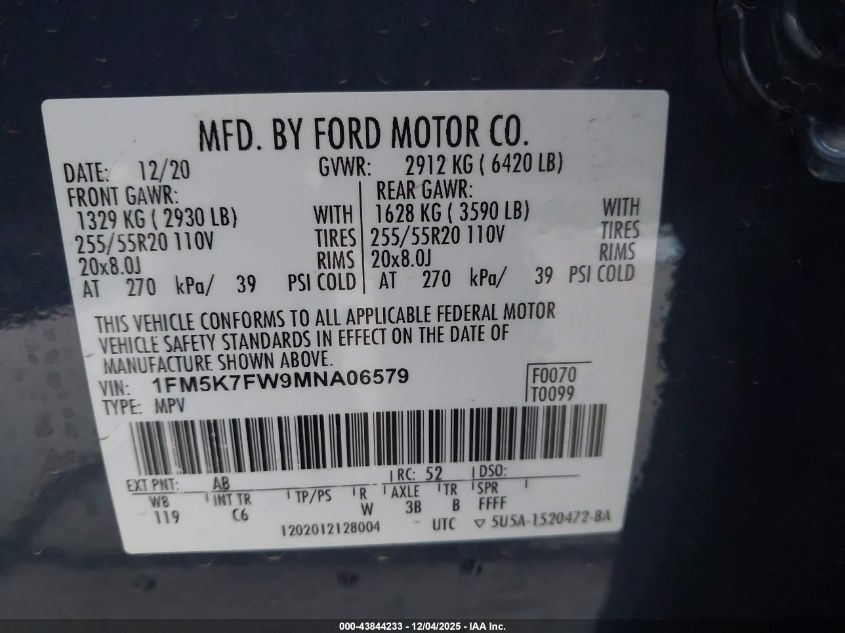 MFD. BY FORD MOTOR CO.
DATE: 12/20 GVWR: 2912 KG ( 6420 LB)
FRONT GAWR: REAR GAWR:
1329 KG ( 2930 LB) WITH 1628 KG ( 3590 LB) WITH
255/55R20 110V TIRES 255/55R20 110V TIRES
20x8.0J RIMS 20x8.0J RIMS
AT 270 kPa/ 39 PSI COLD AT 270 kPa/ 39 PSI COLD
THIS VEHICLE CONFORMS TO ALL APPLICABLE FEDERAL MOTOR
VEHICLE SAFETY STANDARDS IN EFFECT ON THE DATE OF
MANUFACTURE SHOWN ABOVE.
VIN: 1FM5K7FW9MNA06579 F0070
TYPE: MPV T0099
EXT PNT: AB RC: 52 DSO:
WB INT TR TP/PS R AXLE TR SPR
119 C6 W 3B B FFFF
1202012128004 UTC ▽ 5U5A-1520472-BA
000-43844233 - 12/04/2025 - IAA Inc.